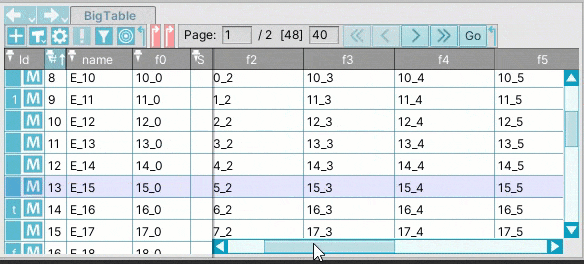 BigTable
Page: 1 / 2 [48] 40 Go
Id name f0 S f2 f3 f4 f5
M 8 E_10 10_0 0_2 10_3 10_4 10_5
1 M 9 E_11 11_0 1_2 11_3 11_4 11_5
M 10 E_12 12_0 2_2 12_3 12_4 12_5
M 11 E_13 13_0 3_2 13_3 13_4 13_5
M 12 E_14 14_0 4_2 14_3 14_4 14_5
M 13 E_15 15_0 5_2 15_3 15_4 15_5
t M 14 E_16 16_0 6_2 16_3 16_4 16_5
M 15 E_17 17_0 7_2 17_3 17_4 17_5
f M 16 E_18 18_0